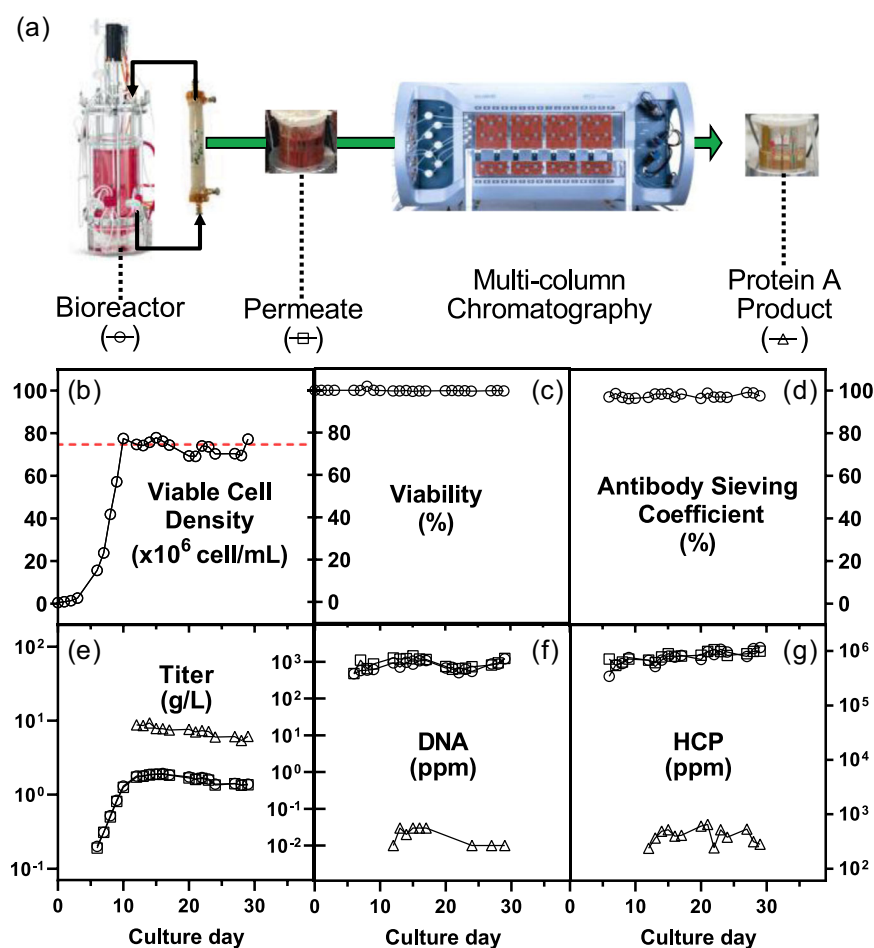 (a)
Bioreactor
Permeate
Multi-column
Chromatography
Protein A
Product
(b)
100
80
60
40
20
0
Viable Cell
Density
(x10⁶ cell/mL)
(c)
100
80
60
40
20
0
Viability
(%)
(d)
100
80
60
40
20
0
Antibody Sieving
Coefficient
(%)
(e)
10²
10¹
10⁰
10⁻¹
Titer
(g/L)
0 10 20 30
Culture day
(f)
10³
10²
10¹
10⁰
10⁻¹
10⁻²
DNA
(ppm)
0 10 20 30
Culture day
(g)
10⁶
10⁵
10⁴
10³
10²
HCP
(ppm)
0 10 20 30
Culture day